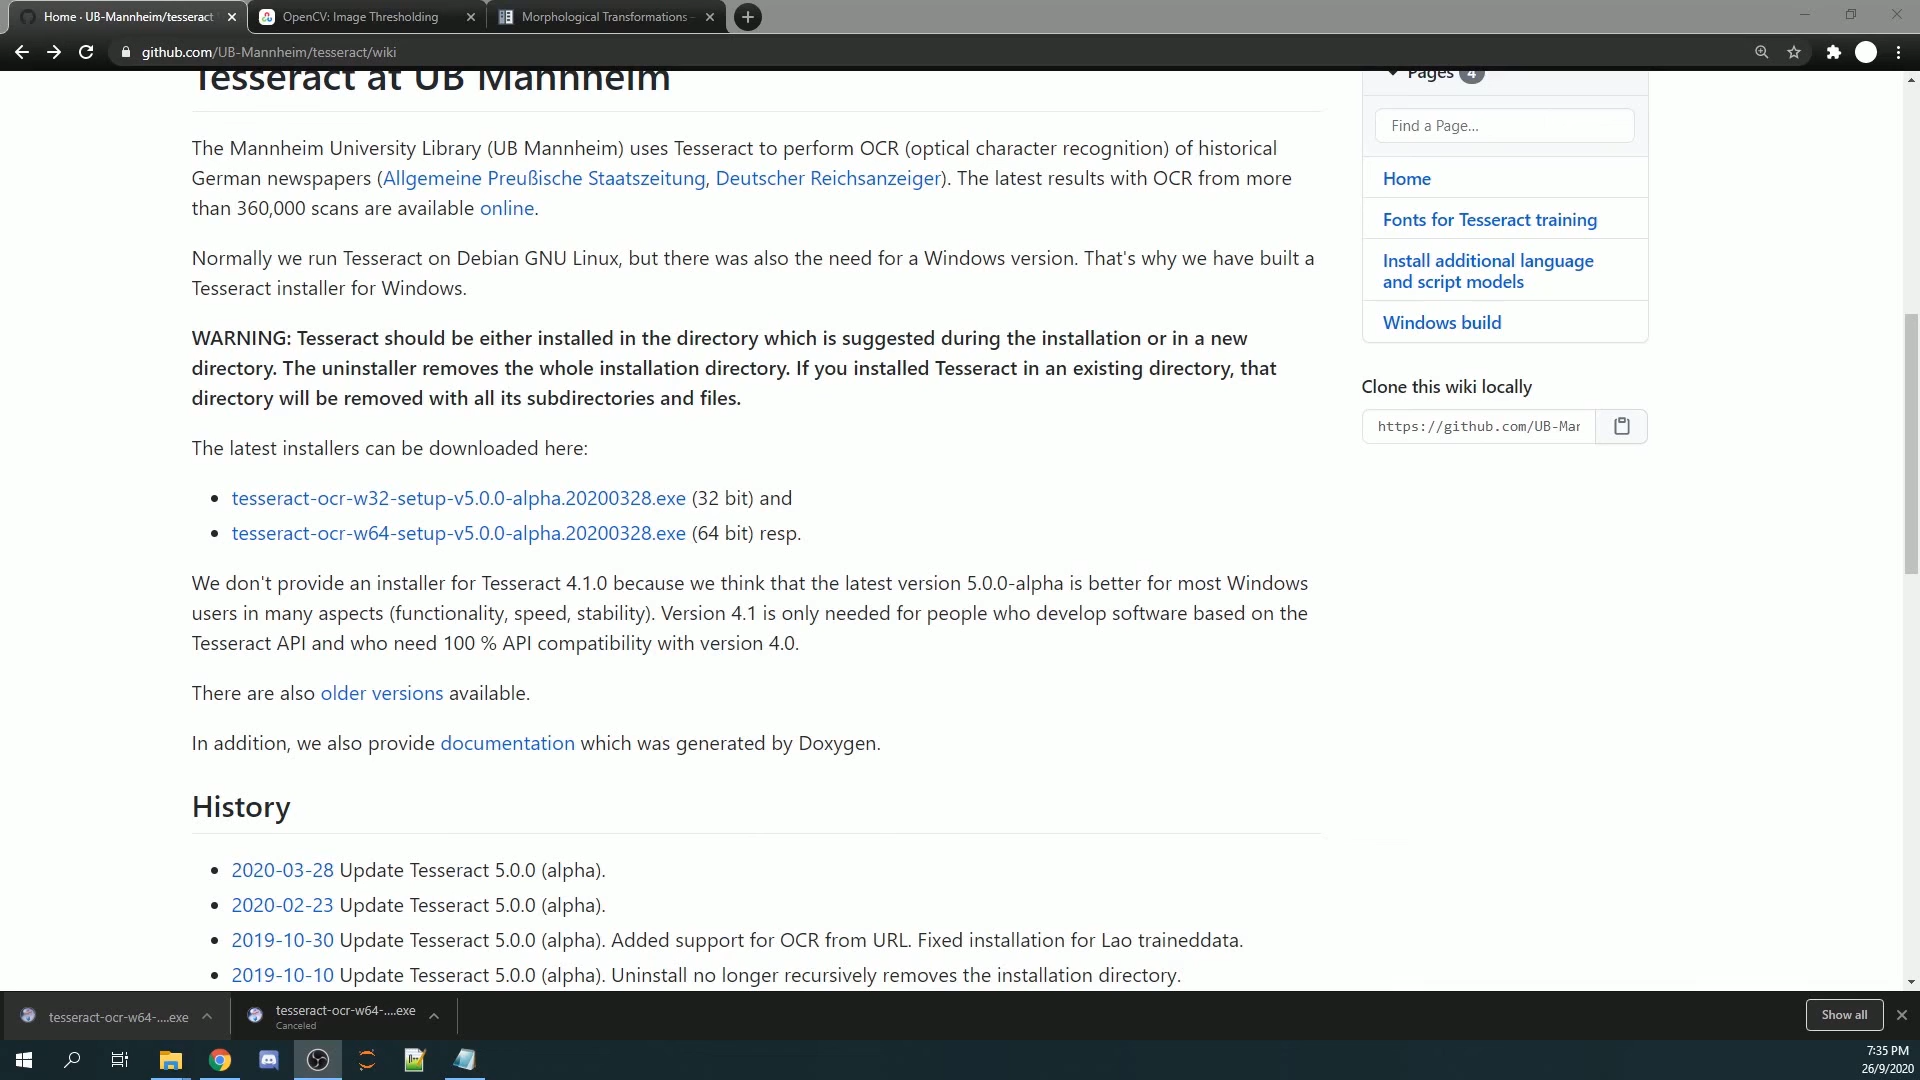 Home · UB-Mannheim/tesseract
OpenCV: Image Thresholding
Morphological Transformations
github.com/UB-Mannheim/tesseract/wiki
Tesseract at UB Mannheim
Pages 4
Find a Page...
The Mannheim University Library (UB Mannheim) uses Tesseract to perform OCR (optical character recognition) of historical
German newspapers (Allgemeine Preußische Staatszeitung, Deutscher Reichsanzeiger). The latest results with OCR from more
than 360,000 scans are available online.
Home
Fonts for Tesseract training
Install additional language
and script models
Windows build
Normally we run Tesseract on Debian GNU Linux, but there was also the need for a Windows version. That's why we have built a
Tesseract installer for Windows.
WARNING: Tesseract should be either installed in the directory which is suggested during the installation or in a new
directory. The uninstaller removes the whole installation directory. If you installed Tesseract in an existing directory, that
directory will be removed with all its subdirectories and files.
Clone this wiki locally
https://github.com/UB-Mar
The latest installers can be downloaded here:
• tesseract-ocr-w32-setup-v5.0.0-alpha.20200328.exe (32 bit) and
• tesseract-ocr-w64-setup-v5.0.0-alpha.20200328.exe (64 bit) resp.
We don't provide an installer for Tesseract 4.1.0 because we think that the latest version 5.0.0-alpha is better for most Windows
users in many aspects (functionality, speed, stability). Version 4.1 is only needed for people who develop software based on the
Tesseract API and who need 100 % API compatibility with version 4.0.
There are also older versions available.
In addition, we also provide documentation which was generated by Doxygen.
History
• 2020-03-28 Update Tesseract 5.0.0 (alpha).
• 2020-02-23 Update Tesseract 5.0.0 (alpha).
• 2019-10-30 Update Tesseract 5.0.0 (alpha). Added support for OCR from URL. Fixed installation for Lao traineddata.
• 2019-10-10 Update Tesseract 5.0.0 (alpha). Uninstall no longer recursively removes the installation directory.
tesseract-ocr-w64-....exe
tesseract-ocr-w64-....exe
Canceled
Show all
7:35 PM
26/9/2020